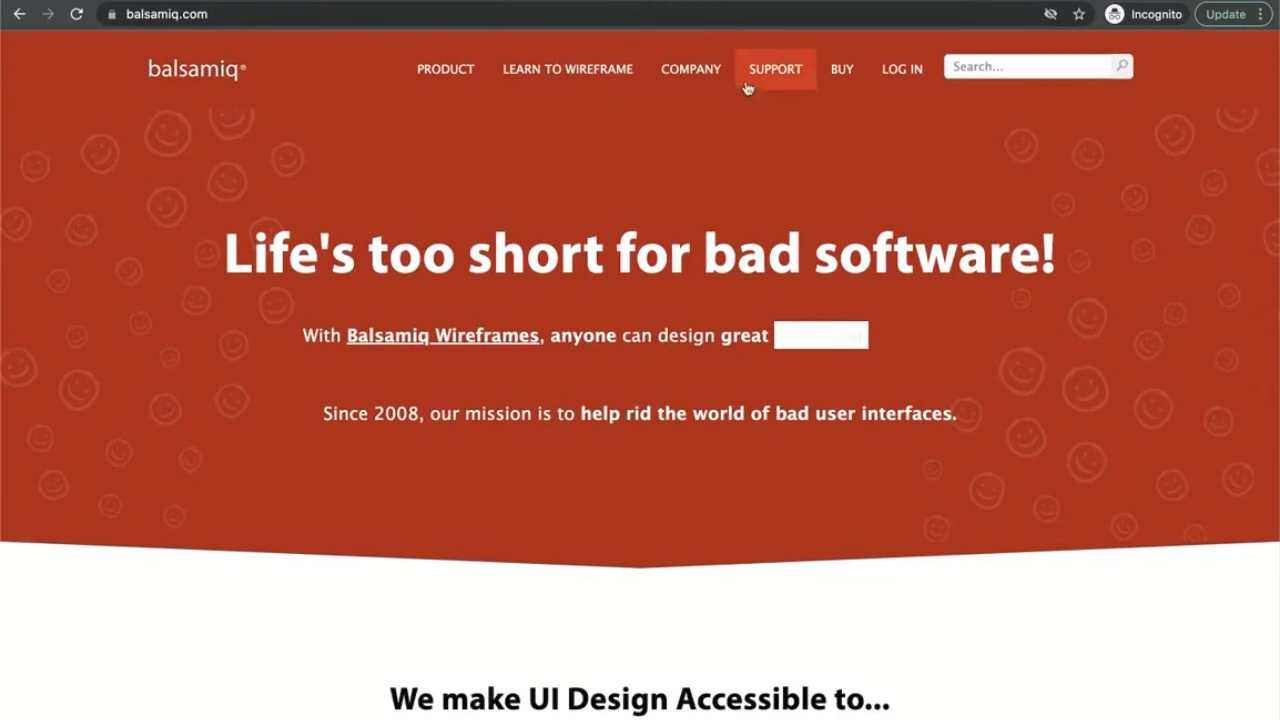 balsamiq.com
Incognito
Update
balsamiq®
PRODUCT
LEARN TO WIREFRAME
COMPANY
SUPPORT
BUY
LOG IN
Search...
Life's too short for bad software!
With Balsamiq Wireframes, anyone can design great
Since 2008, our mission is to help rid the world of bad user interfaces.
We make UI Design Accessible to...